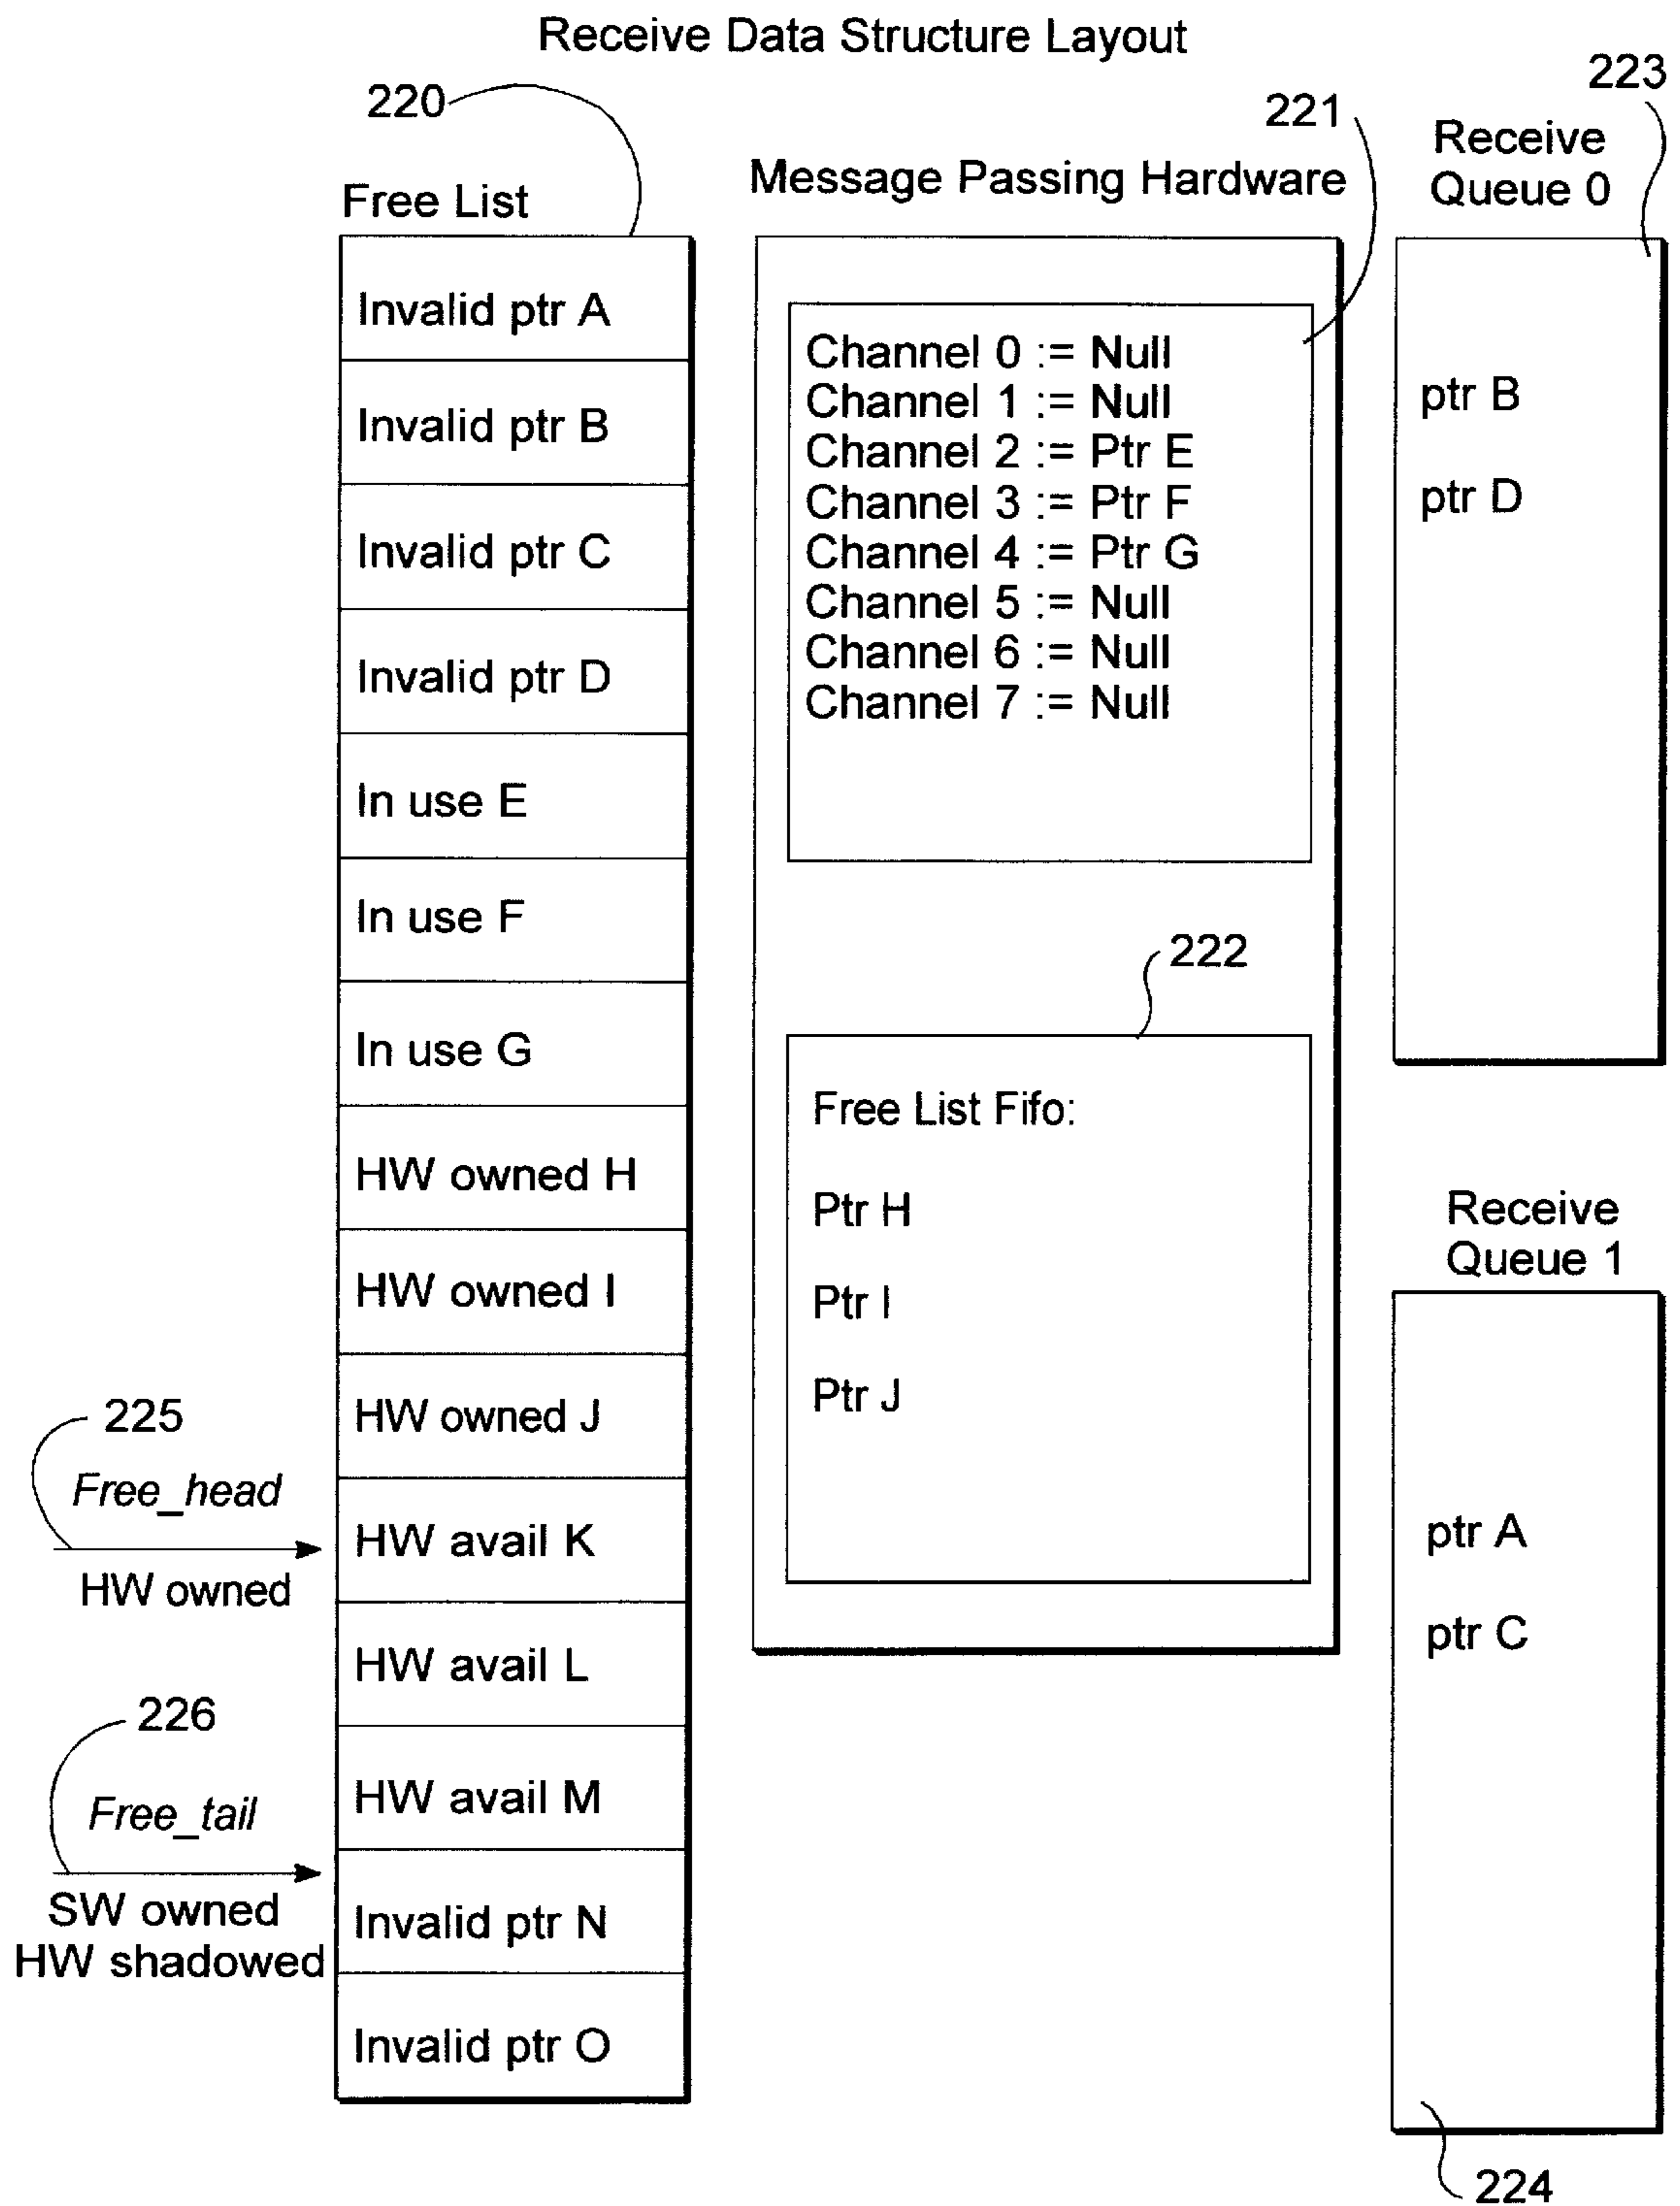 Receive Data Structure Layout
220
Free List
Invalid ptr A
Invalid ptr B
Invalid ptr C
Invalid ptr D
In use E
In use F
In use G
HW owned H
HW owned I
HW owned J
HW avail K
HW avail L
HW avail M
Invalid ptr N
Invalid ptr O
225
Free_head
HW owned
226
Free_tail
SW owned
HW shadowed
221
Message Passing Hardware
Channel 0 := Null
Channel 1 := Null
Channel 2 := Ptr E
Channel 3 := Ptr F
Channel 4 := Ptr G
Channel 5 := Null
Channel 6 := Null
Channel 7 := Null
222
Free List Fifo:
Ptr H
Ptr I
Ptr J
223
Receive
Queue 0
ptr B
ptr D
Receive
Queue 1
ptr A
ptr C
224